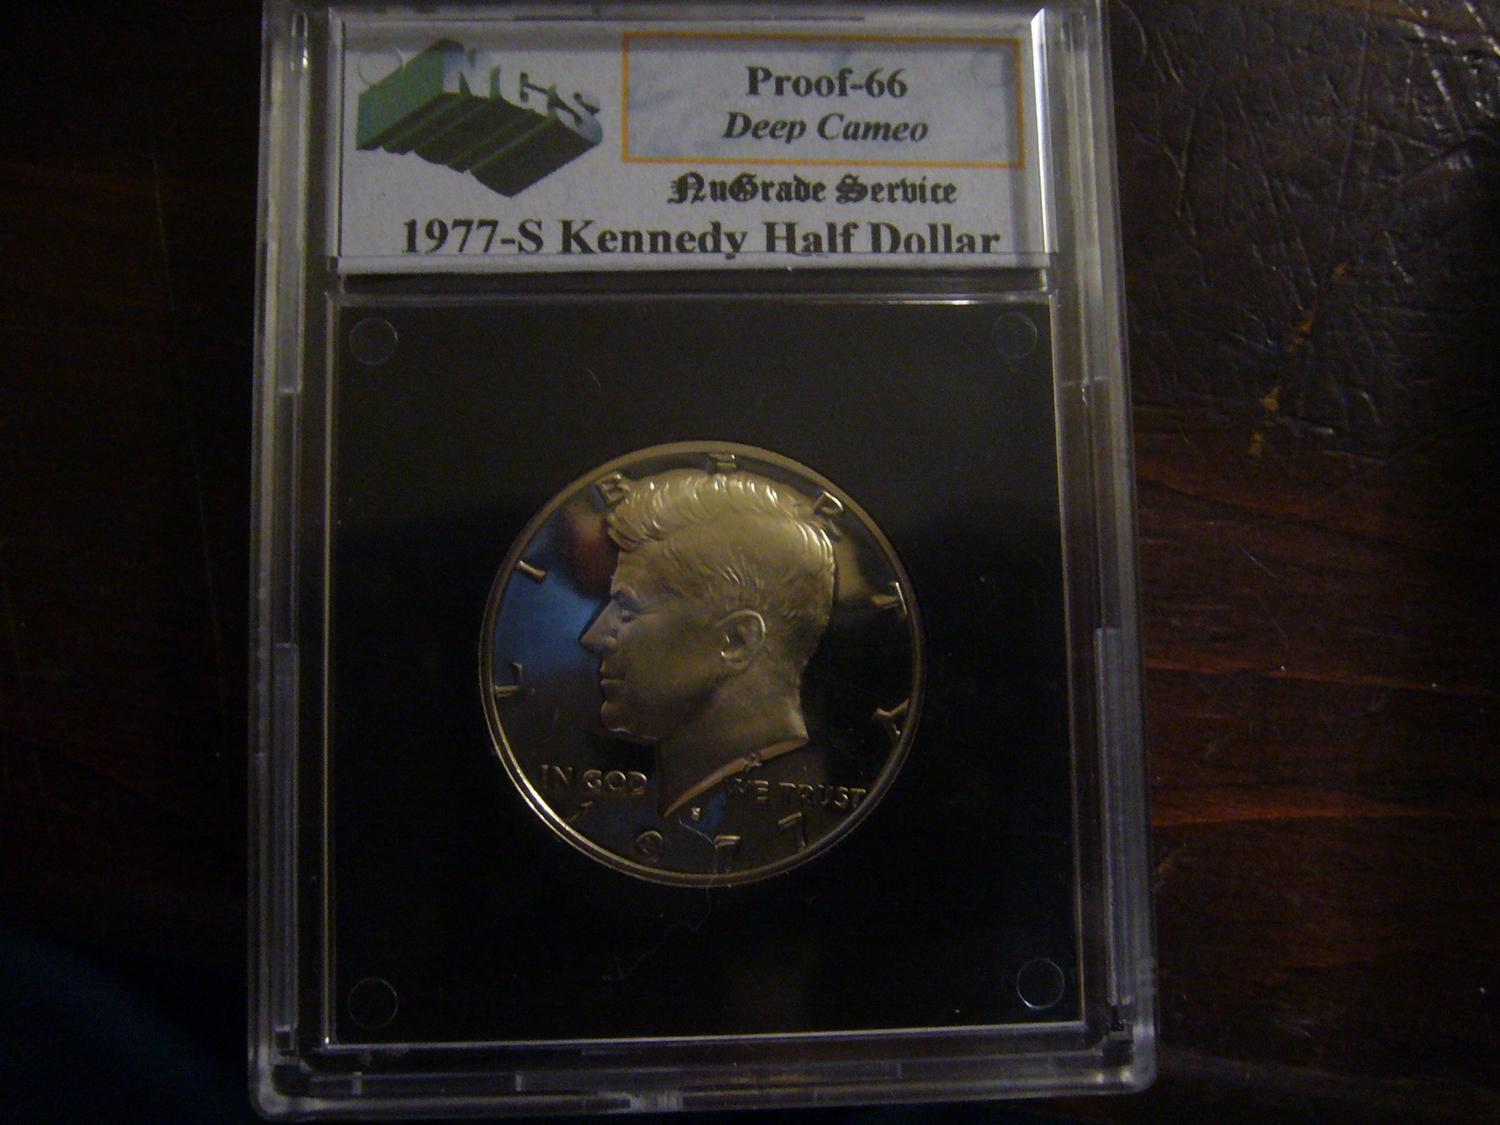 NGS
Proof-66
Deep Cameo
NuGrade Service
1977-S Kennedy Half Dollar
LIBERTY
IN GOD WE TRUST
S
1977